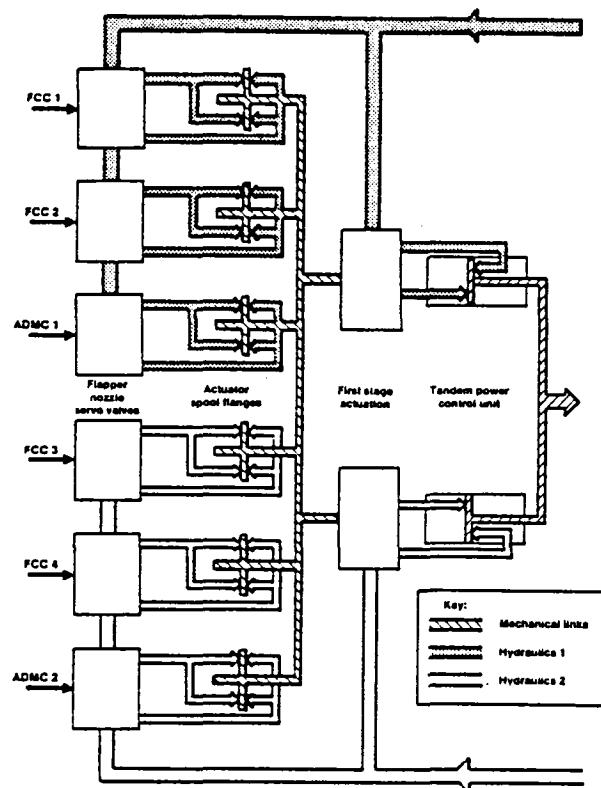 FCC 1
FCC 2
ADMC 1
Flapper
nozzle
servo valves
Actuator
spool flanges
First stage
actuation
Tandem power
control unit
FCC 3
FCC 4
ADMC 2
Key:
Mechanical links
Hydraulics 1
Hydraulics 2